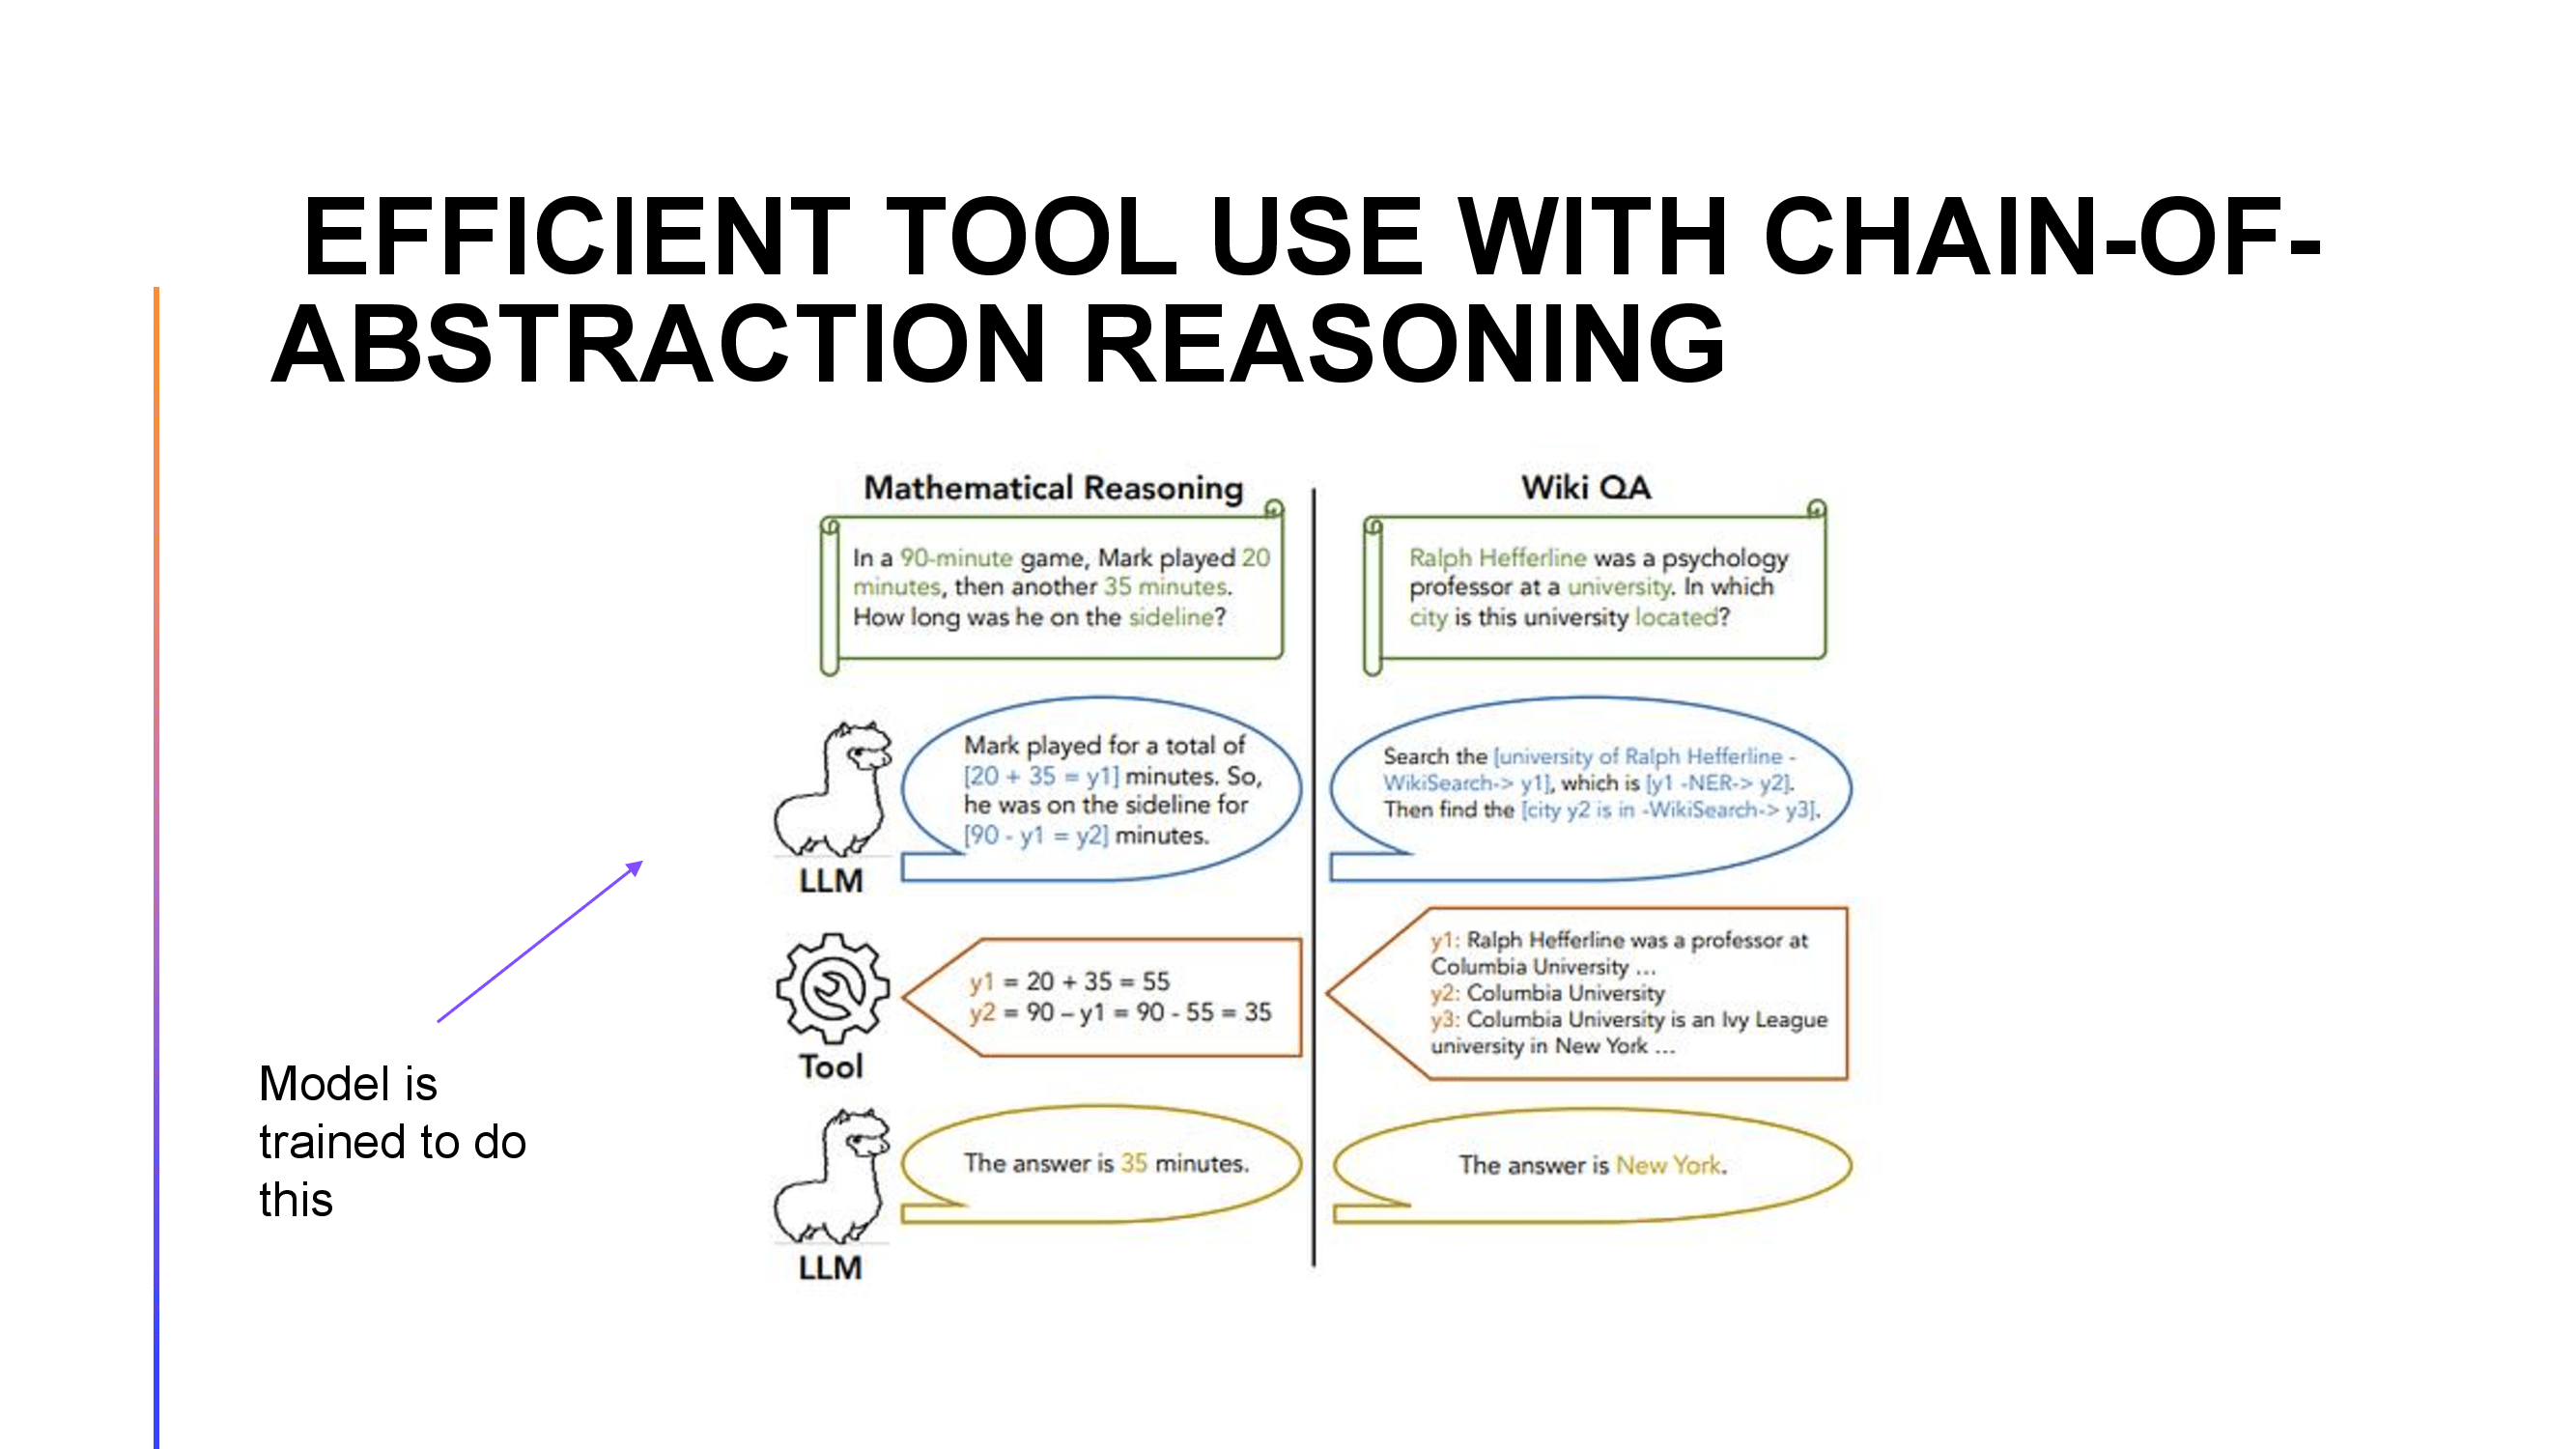 EFFICIENT TOOL USE WITH CHAIN-OF-
ABSTRACTION REASONING
Mathematical Reasoning
In a 90-minute game, Mark played 20
minutes, then another 35 minutes.
How long was he on the sideline?
Mark played for a total of
[20 + 35 = y1] minutes. So,
he was on the sideline for
[90 - y1 = y2] minutes.
LLM
y1 = 20 + 35 = 55
y2 = 90 – y1 = 90 - 55 = 35
Tool
The answer is 35 minutes.
LLM
Wiki QA
Ralph Hefferline was a psychology
professor at a university. In which
city is this university located?
Search the [university of Ralph Hefferline -
WikiSearch-> y1], which is [y1 -NER-> y2].
Then find the [city y2 is in -WikiSearch-> y3].
y1: Ralph Hefferline was a professor at
Columbia University ...
y2: Columbia University
y3: Columbia University is an Ivy League
university in New York ...
The answer is New York.
Model is
trained to do
this